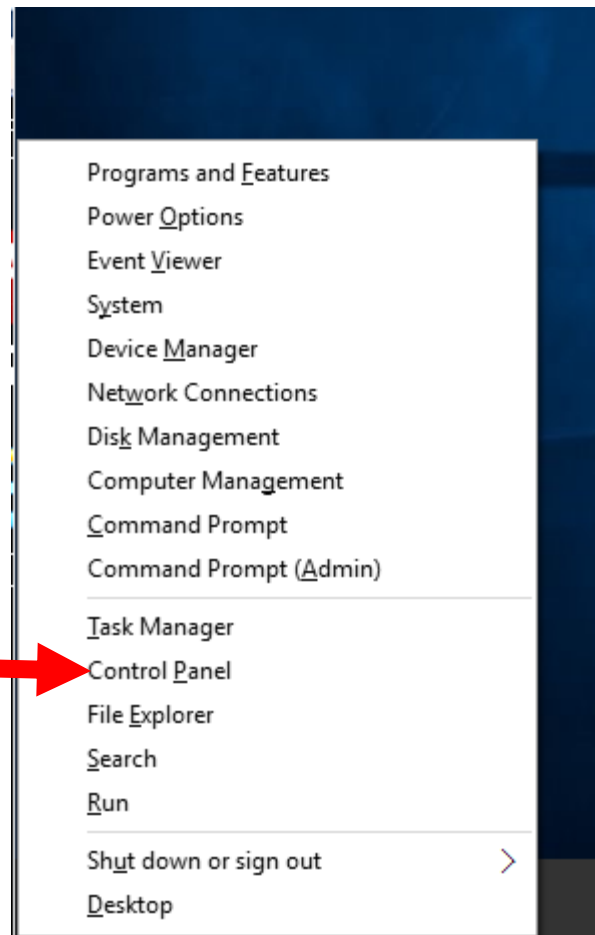 Programs and Features
Power Options
Event Viewer
System
Device Manager
Network Connections
Disk Management
Computer Management
Command Prompt
Command Prompt (Admin)
Task Manager
Control Panel
File Explorer
Search
Run
Shut down or sign out
Desktop